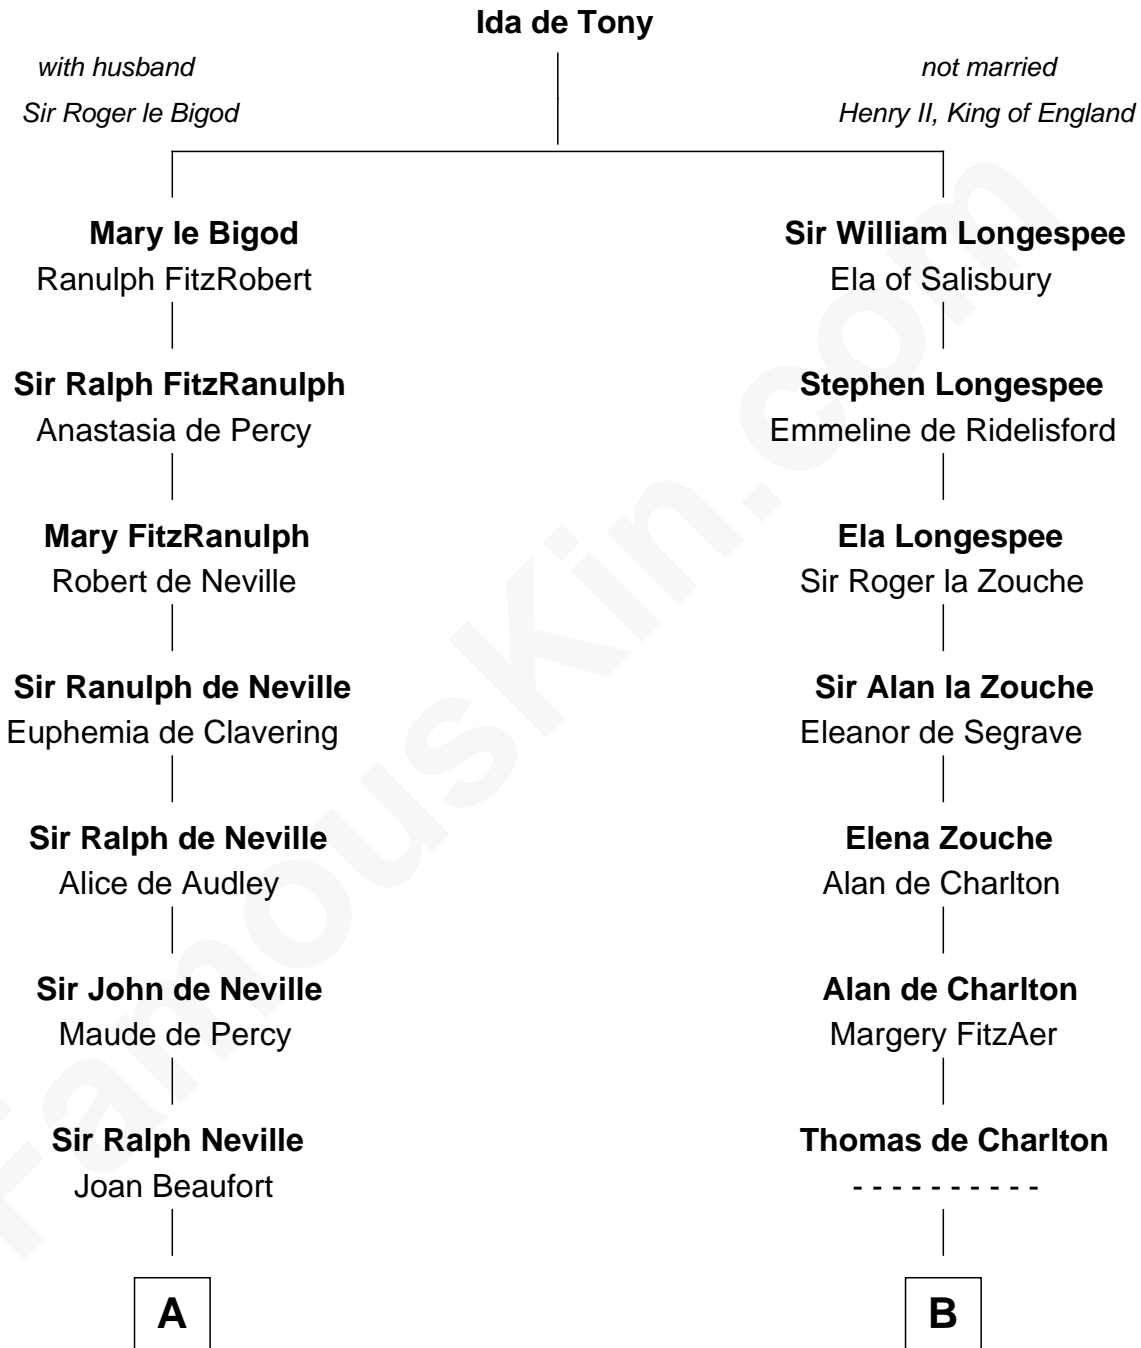 Ida de Tony
with husband
Sir Roger le Bigod
not married
Henry II, King of England
Mary le Bigod
Ranulph FitzRobert
Sir William Longespee
Ela of Salisbury
Sir Ralph FitzRanulph
Anastasia de Percy
Stephen Longespee
Emmeline de Ridelisford
Mary FitzRanulph
Robert de Neville
Ela Longespee
Sir Roger la Zouche
Sir Ranulph de Neville
Euphemia de Clavering
Sir Alan la Zouche
Eleanor de Segrave
Sir Ralph de Neville
Alice de Audley
Elena Zouche
Alan de Charlton
Sir John de Neville
Maude de Percy
Alan de Charlton
Margery FitzAer
Sir Ralph Neville
Joan Beaufort
Thomas de Charlton
- - - - - - - - - -
A
B
FamousKin.com